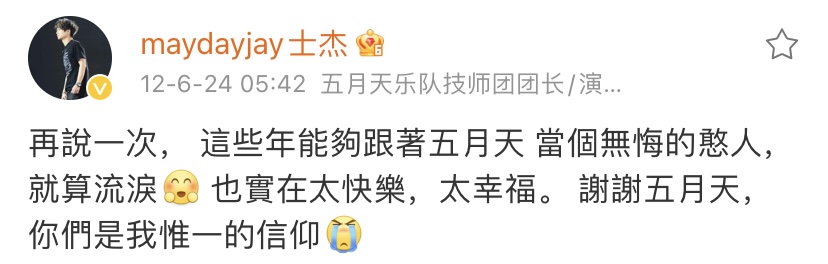 maydayjay士杰
12-6-24 05:42 五月天乐队技师团团长/演...
再說一次， 這些年能夠跟著五月天 當個無悔的憨人，
就算流淚 也實在太快樂，太幸福。 謝謝五月天，
你們是我惟一的信仰